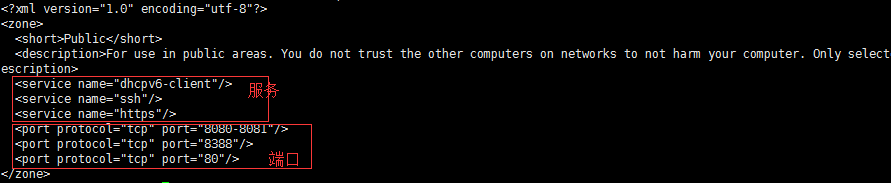 <?xml version="1.0" encoding="utf-8"?>
<zone>
<short>Public</short>
<description>For use in public areas. You do not trust the other computers on networks to not harm your computer. Only select
escription>
<service name="dhcpv6-client"/>
服务
<service name="ssh"/>
<service name="https"/>
<port protocol="tcp" port="8080-8081"/>
<port protocol="tcp" port="8388"/>
<port protocol="tcp" port="80"/>
端口
</zone>